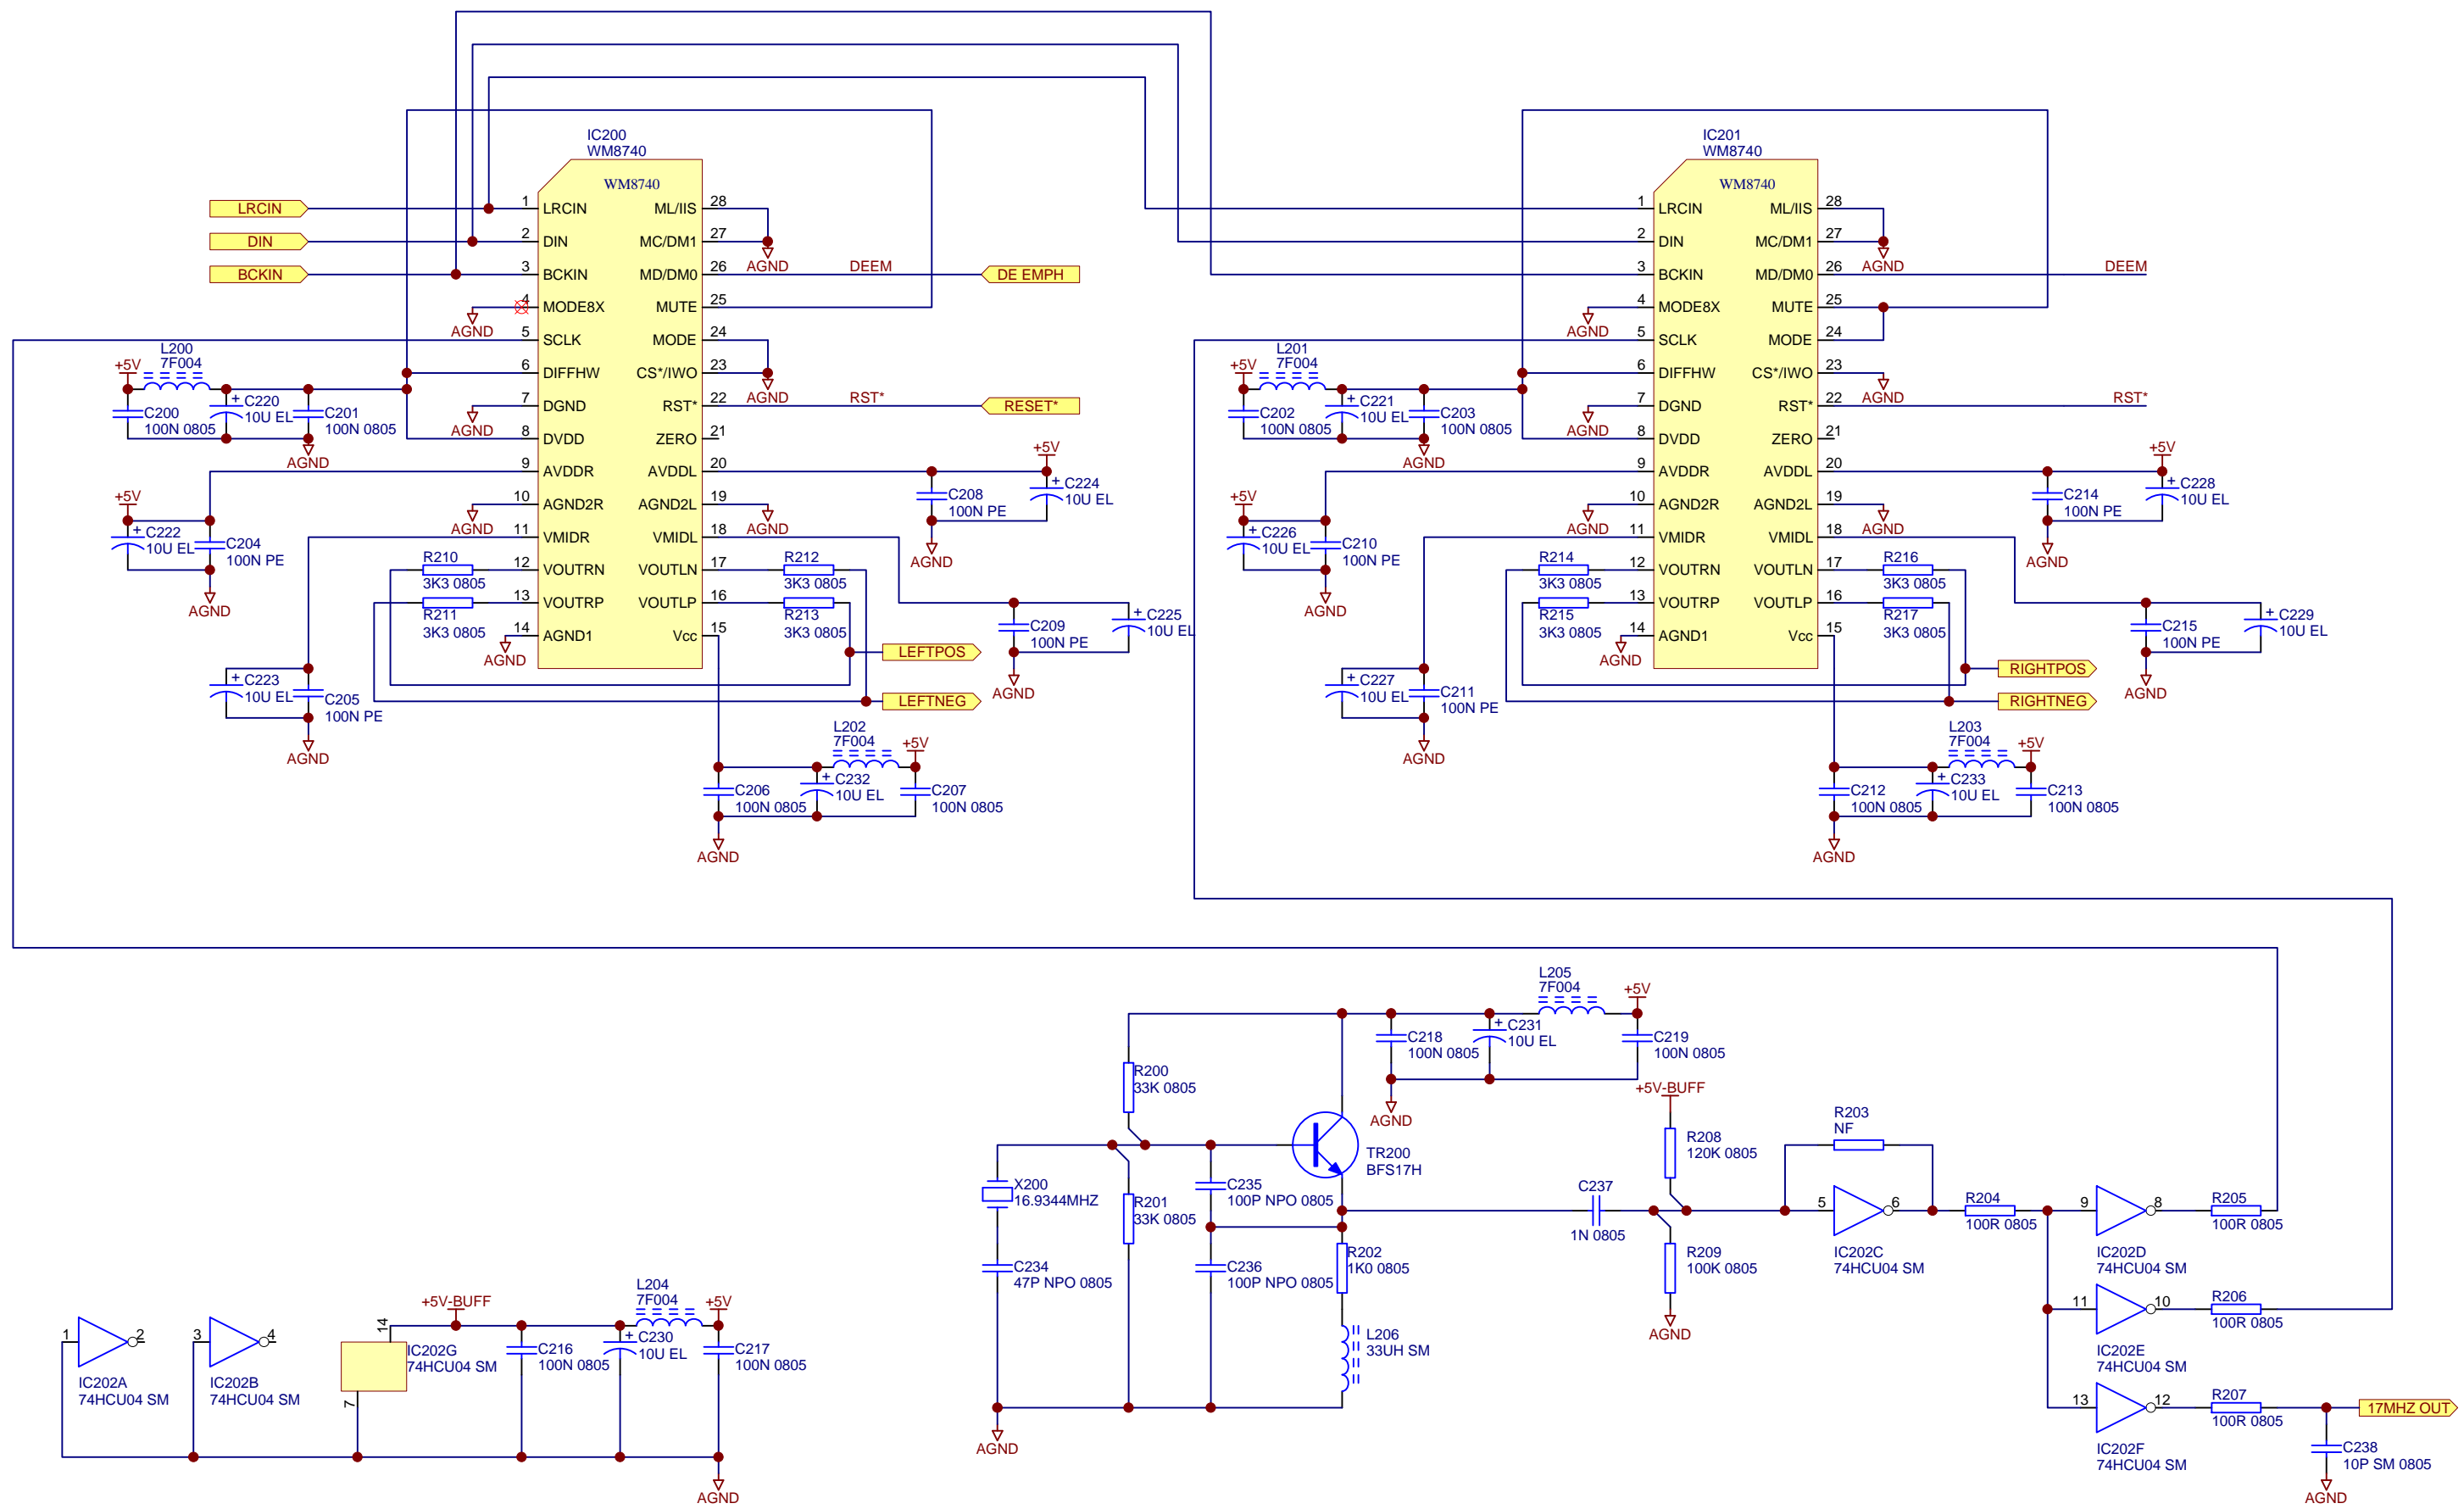 IC200
WM8740
WM8740
LRCIN
DIN
BCKIN
1 LRCIN
2 DIN
3 BCKIN
4 MODE8X
5 SCLK
6 DIFFHW
7 DGND
8 DVDD
9 AVDDR
10 AGND2R
11 VMIDR
12 VOUTRN
13 VOUTRP
14 AGND1
ML/IIS 28
MC/DM1 27
MD/DM0 26
MUTE 25
MODE 24
CS*/IWO 23
RST* 22
ZERO 21
AVDDL 20
AGND2L 19
VMIDL 18
VOUTLN 17
VOUTLP 16
Vcc 15
AGND
DEEM
DE EMPH
AGND
AGND
RST*
RESET*
L200
7F004
+5V
C200
100N 0805
C220
10U EL
C201
100N 0805
AGND
AGND
+5V
C222
10U EL
C204
100N PE
AGND
AGND
+5V
C208
100N PE
C224
10U EL
AGND
AGND
R210
3K3 0805
R211
3K3 0805
R212
3K3 0805
R213
3K3 0805
AGND
C209
100N PE
C225
10U EL
AGND
LEFTPOS
LEFTNEG
C223
10U EL
C205
100N PE
AGND
L202
7F004
+5V
C206
100N 0805
C232
10U EL
C207
100N 0805
AGND
IC201
WM8740
WM8740
1 LRCIN
2 DIN
3 BCKIN
4 MODE8X
5 SCLK
6 DIFFHW
7 DGND
8 DVDD
9 AVDDR
10 AGND2R
11 VMIDR
12 VOUTRN
13 VOUTRP
14 AGND1
ML/IIS 28
MC/DM1 27
MD/DM0 26
MUTE 25
MODE 24
CS*/IWO 23
RST* 22
ZERO 21
AVDDL 20
AGND2L 19
VMIDL 18
VOUTLN 17
VOUTLP 16
Vcc 15
AGND
DEEM
AGND
AGND
RST*
L201
7F004
+5V
C202
100N 0805
C221
10U EL
C203
100N 0805
AGND
AGND
+5V
C226
10U EL
C210
100N PE
AGND
AGND
+5V
C214
100N PE
C228
10U EL
AGND
AGND
R214
3K3 0805
R215
3K3 0805
R216
3K3 0805
R217
3K3 0805
AGND
C215
100N PE
C229
10U EL
AGND
RIGHTPOS
RIGHTNEG
C227
10U EL
C211
100N PE
AGND
L203
7F004
+5V
C212
100N 0805
C233
10U EL
C213
100N 0805
AGND
L205
7F004
+5V
C218
100N 0805
C231
10U EL
C219
100N 0805
AGND
R200
33K 0805
TR200
BFS17H
X200
16.9344MHZ
R201
33K 0805
C235
100P NPO 0805
C234
47P NPO 0805
C236
100P NPO 0805
R202
1K0 0805
L206
33UH SM
AGND
C237
1N 0805
+5V-BUFF
R208
120K 0805
R209
100K 0805
AGND
R203
NF
5
6
IC202C
74HCU04 SM
R204
100R 0805
9
8
IC202D
74HCU04 SM
R205
100R 0805
11
10
IC202E
74HCU04 SM
R206
100R 0805
13
12
IC202F
74HCU04 SM
R207
100R 0805
17MHZ OUT
C238
10P SM 0805
AGND
1
2
IC202A
74HCU04 SM
3
4
IC202B
74HCU04 SM
14
7
IC202G
74HCU04 SM
+5V-BUFF
C216
100N 0805
L204
7F004
C230
10U EL
+5V
C217
100N 0805
AGND